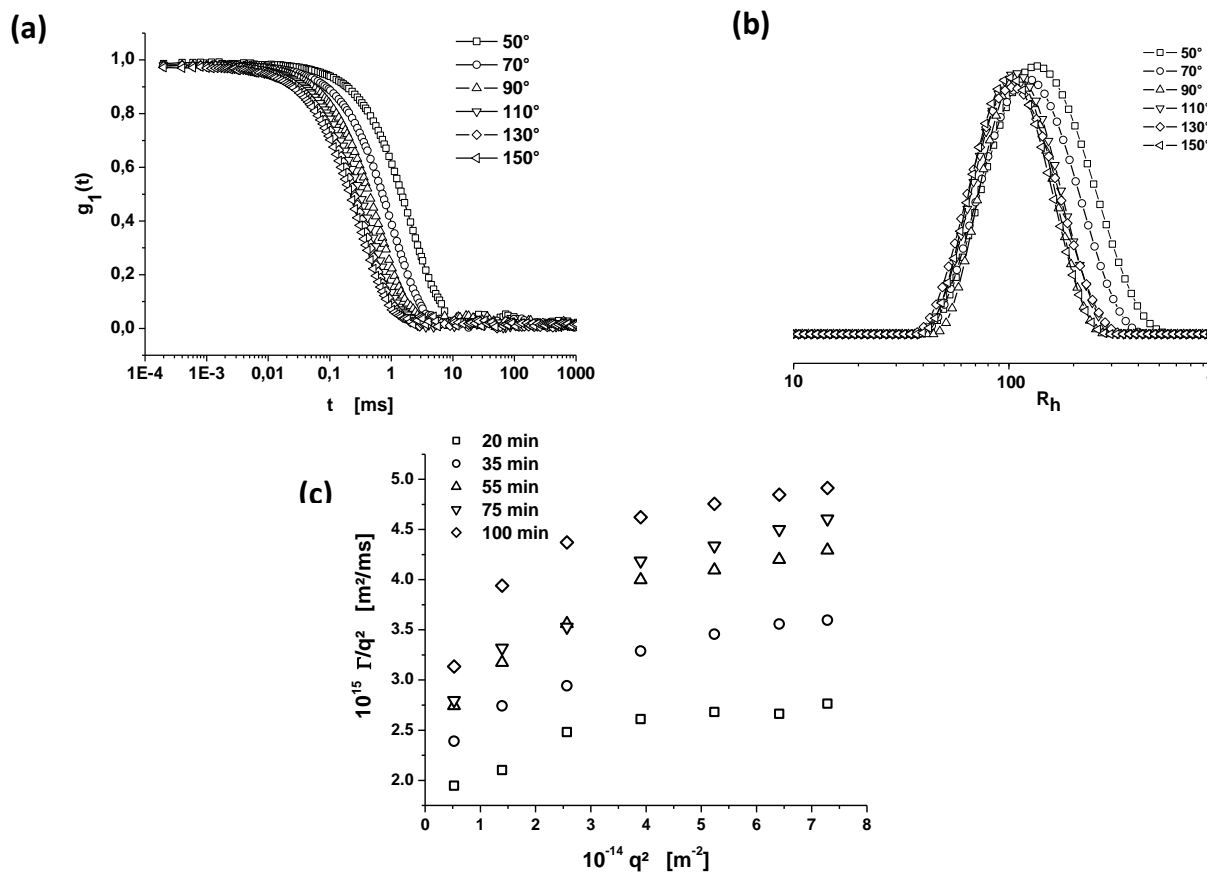 (a)
50°
70°
90°
110°
130°
150°
1,0
0,8
0,6
0,4
0,2
0,0
g₁(t)
1E-4 1E-3 0,01 0,1 1 10 100 1000
t [ms]
(b)
50°
70°
90°
110°
130°
150°
10 100
Rₕ
(c)
20 min
35 min
55 min
75 min
100 min
5.0
4.5
4.0
3.5
3.0
2.5
2.0
10¹⁵ Γ/q² [m²/ms]
0 1 2 3 4 5 6 7 8
10⁻¹⁴ q² [m⁻²]